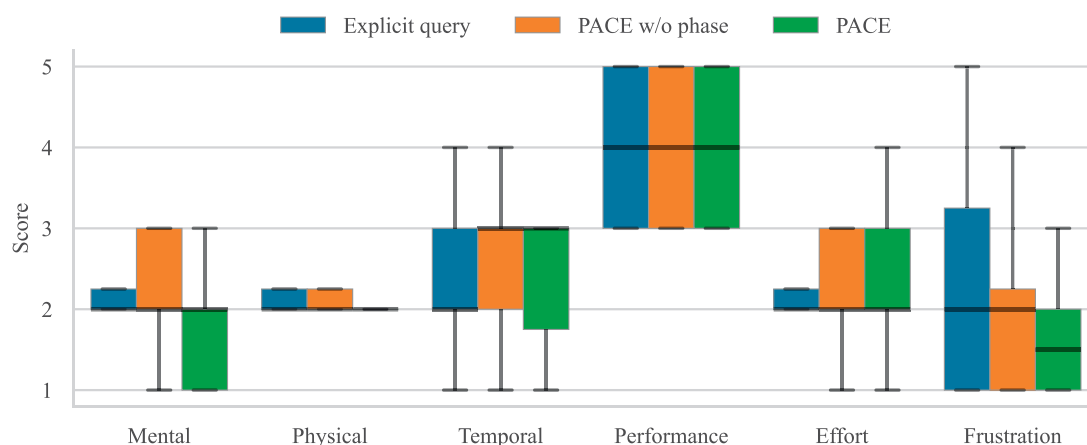 Explicit query PACE w/o phase PACE
5
4
3
2
1
Score
Mental Physical Temporal Performance Effort Frustration